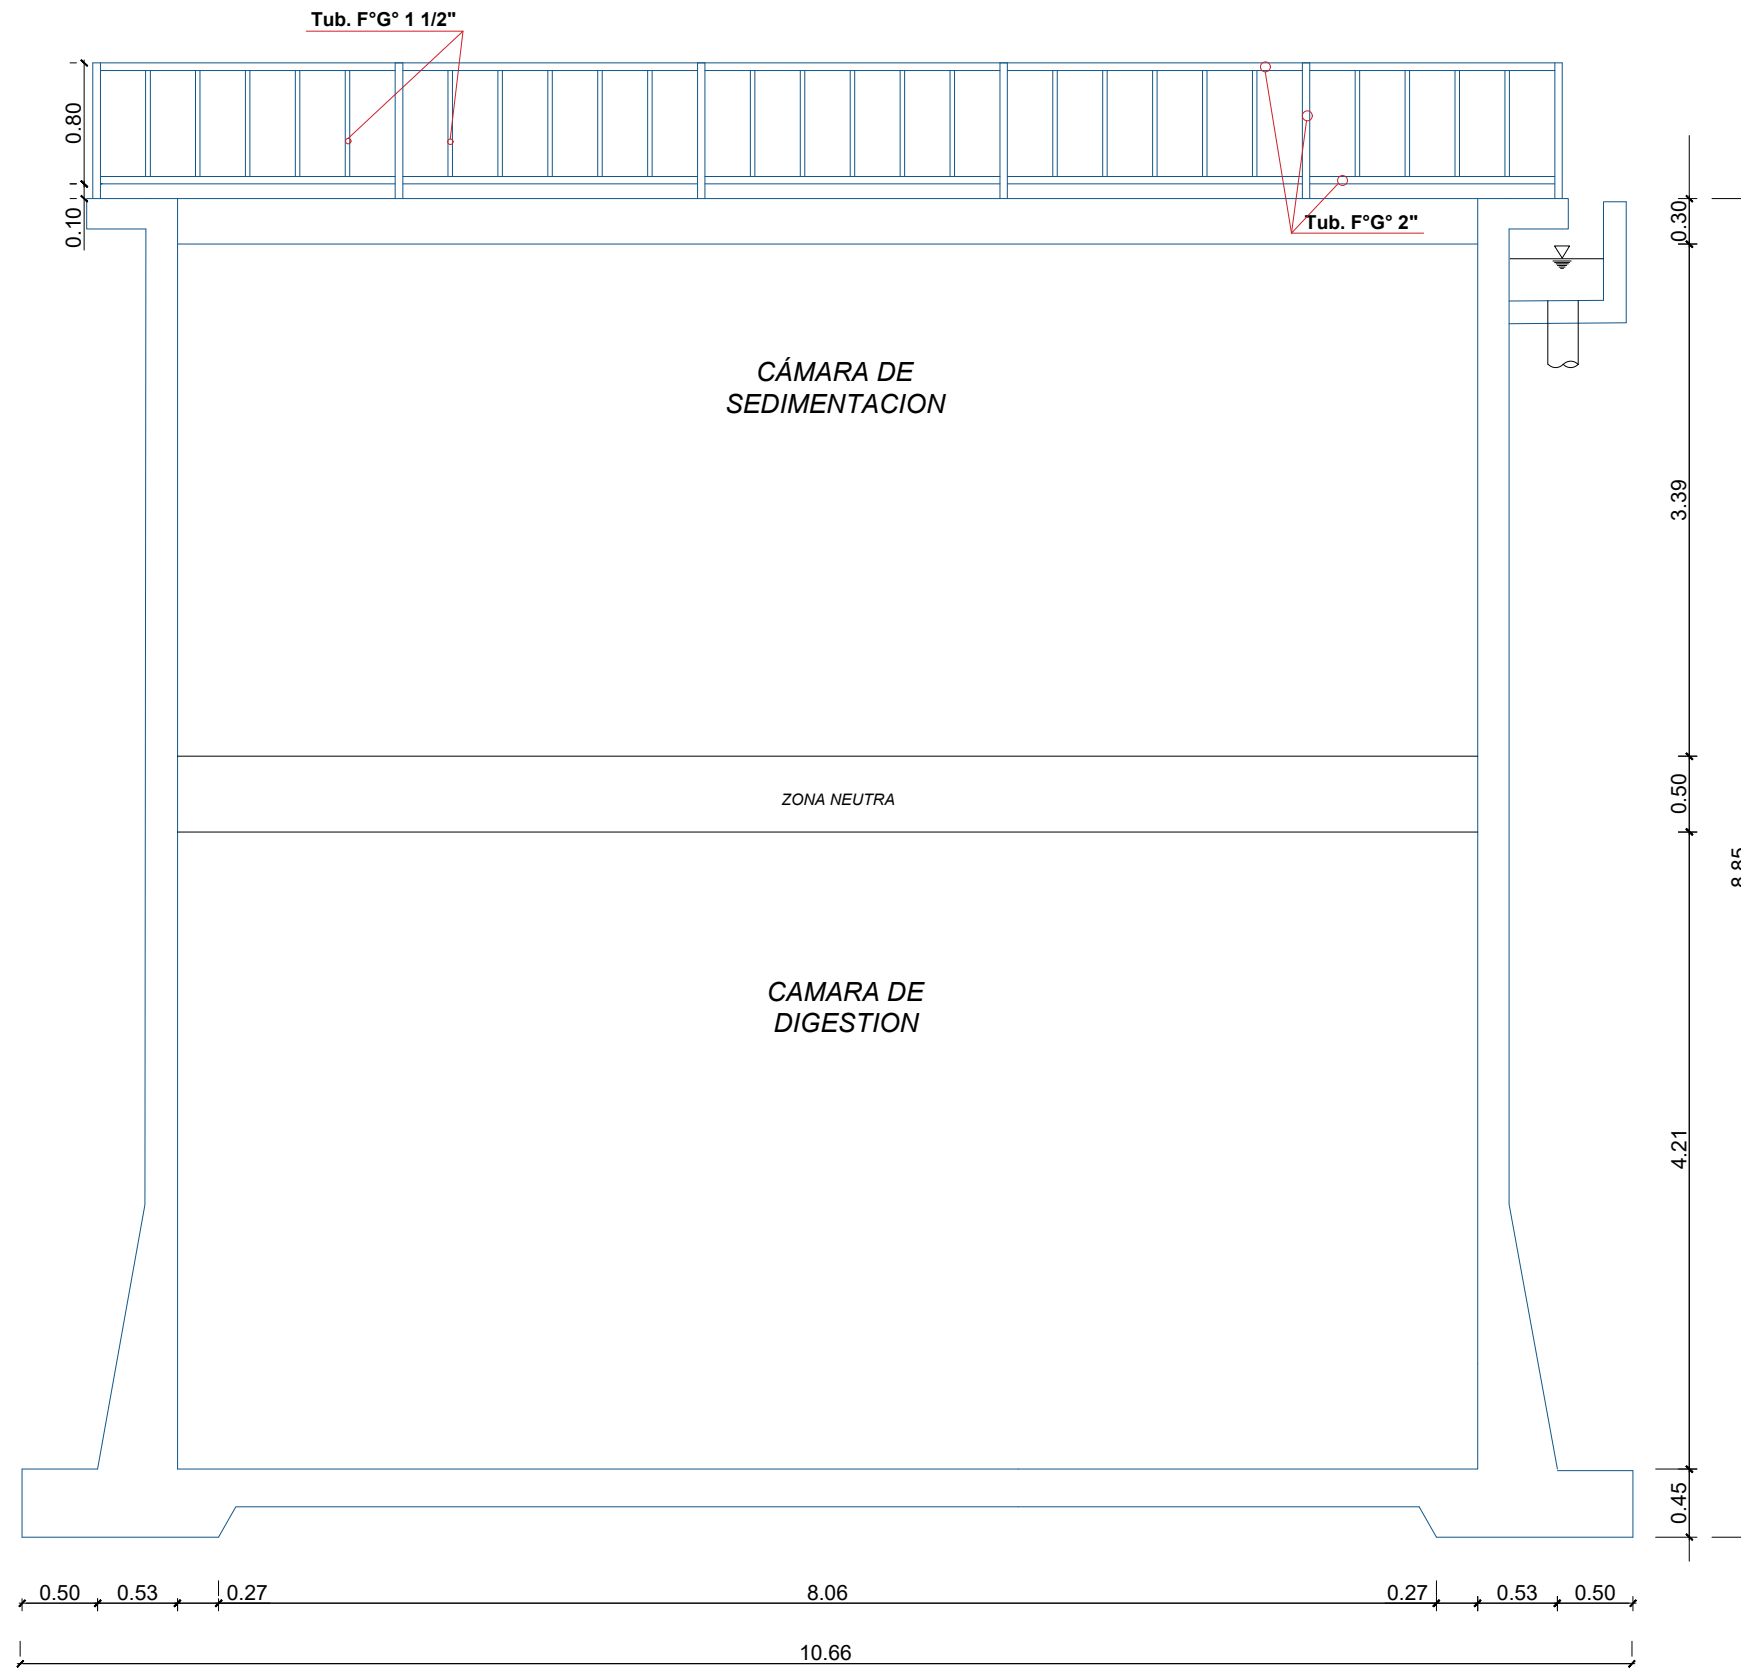 Tub. F°G° 1 1/2"
0.80
0.10
Tub. F°G° 2"
0.30
CÁMARA DE
SEDIMENTACION
3.39
0.50
ZONA NEUTRA
8.85
CAMARA DE
DIGESTION
4.21
0.45
0.50 0.53 0.27 8.06 0.27 0.53 0.50
10.66